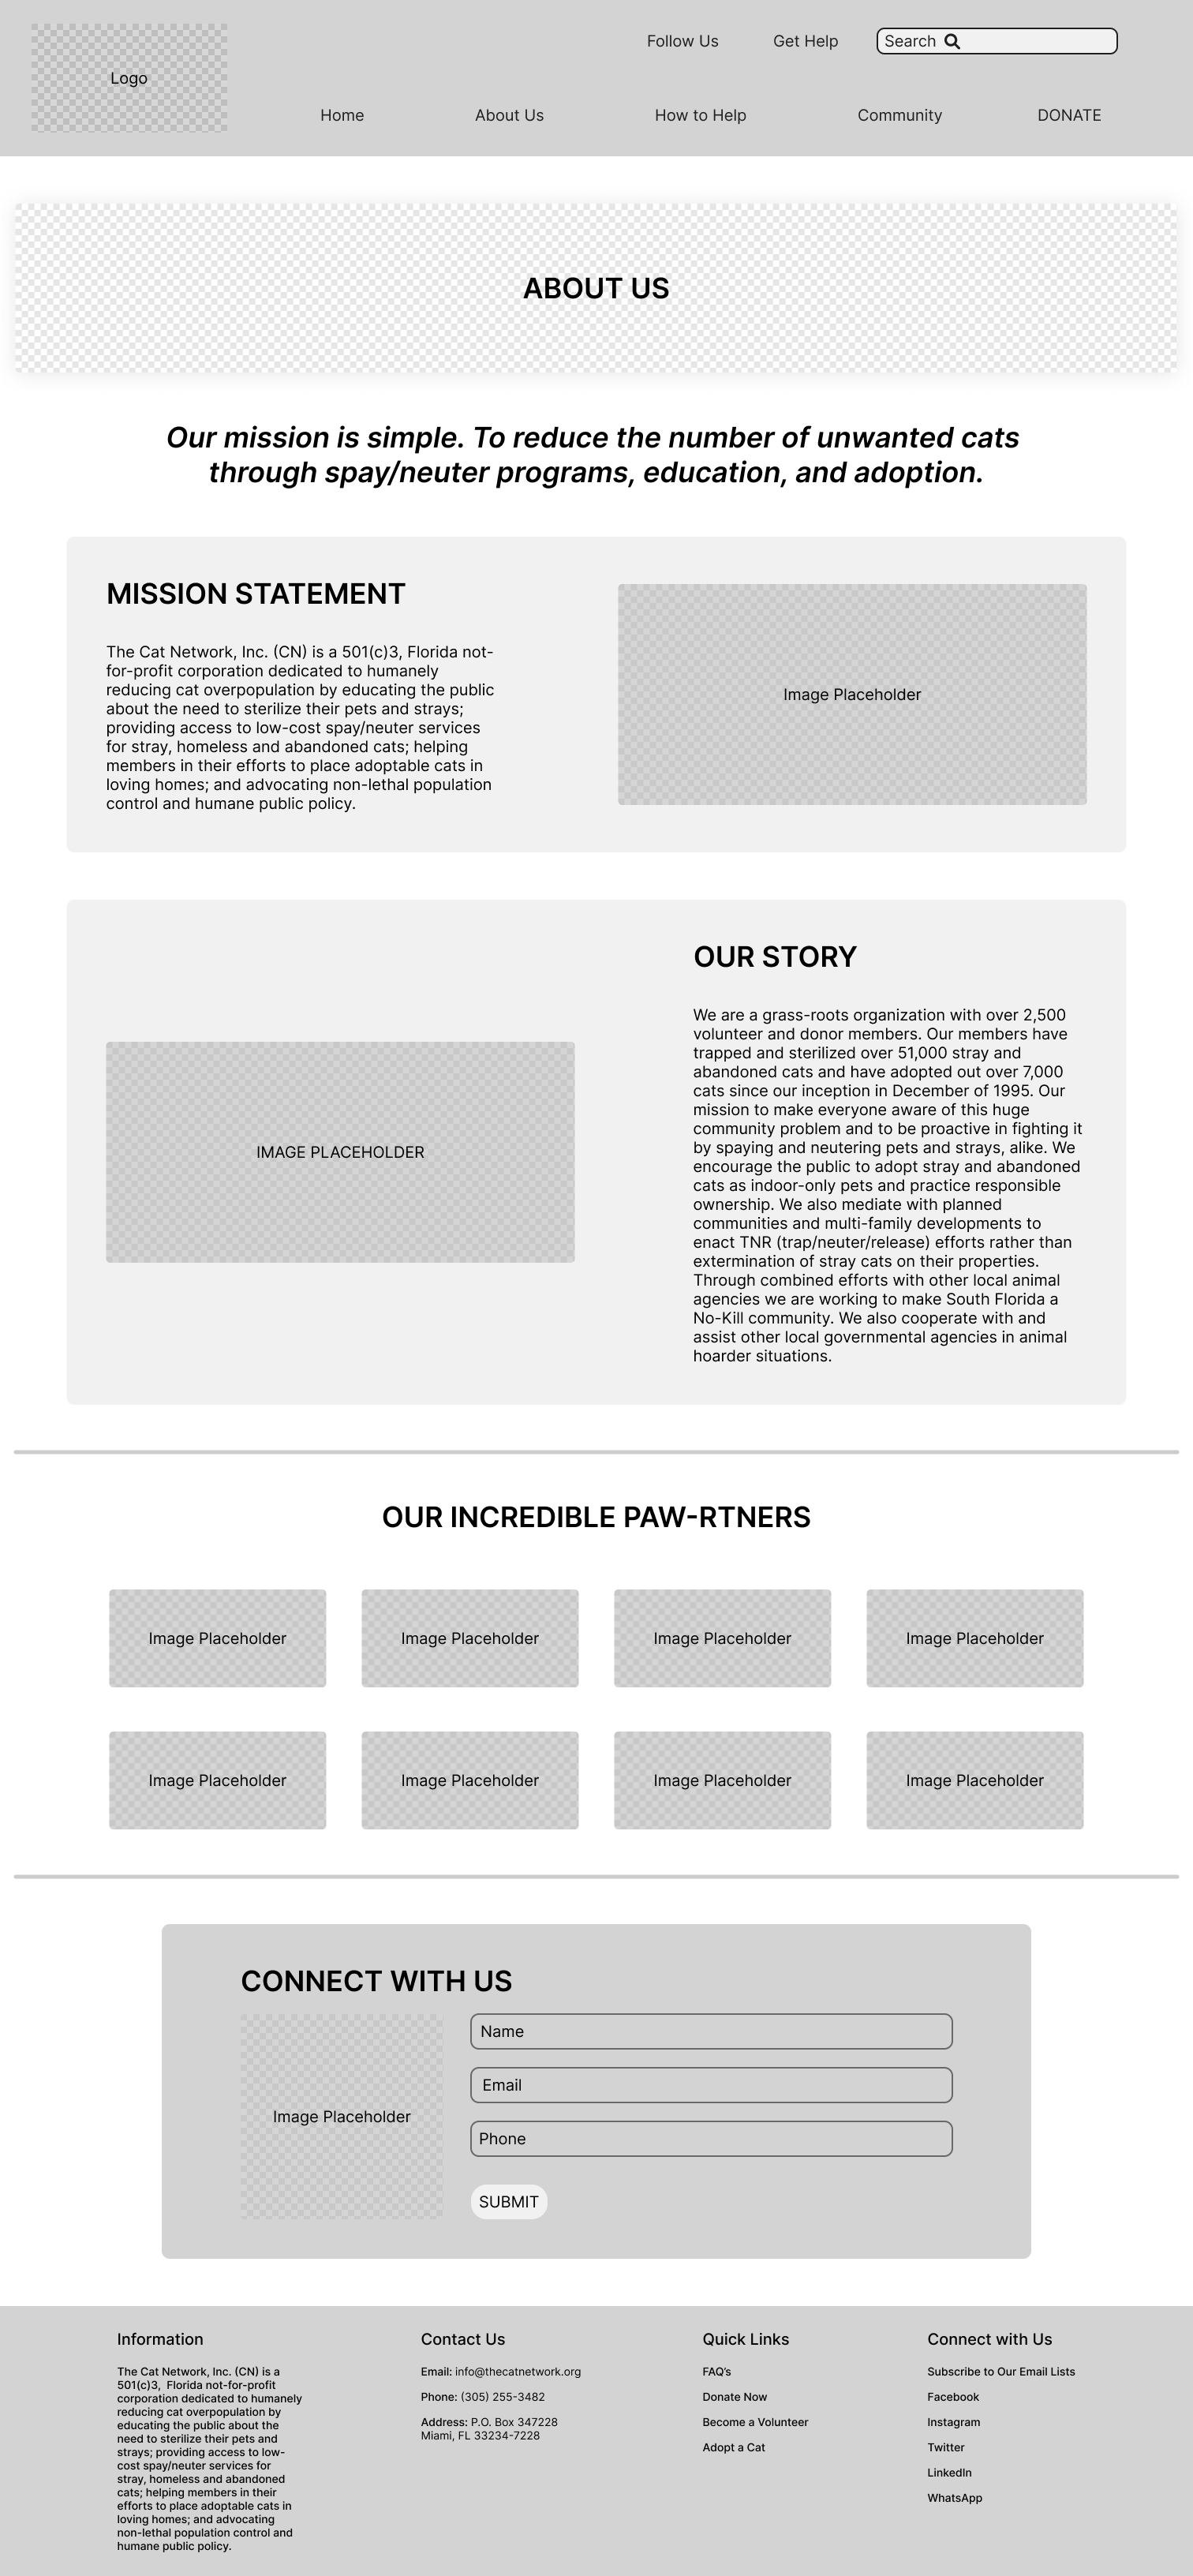 Logo
Follow Us
Get Help
Search
Home
About Us
How to Help
Community
DONATE
ABOUT US
Our mission is simple. To reduce the number of unwanted cats
through spay/neuter programs, education, and adoption.
MISSION STATEMENT
The Cat Network, Inc. (CN) is a 501(c)3, Florida not-
for-profit corporation dedicated to humanely
reducing cat overpopulation by educating the public
about the need to sterilize their pets and strays;
providing access to low-cost spay/neuter services
for stray, homeless and abandoned cats; helping
members in their efforts to place adoptable cats in
loving homes; and advocating non-lethal population
control and humane public policy.
Image Placeholder
IMAGE PLACEHOLDER
OUR STORY
We are a grass-roots organization with over 2,500
volunteer and donor members. Our members have
trapped and sterilized over 51,000 stray and
abandoned cats and have adopted out over 7,000
cats since our inception in December of 1995. Our
mission to make everyone aware of this huge
community problem and to be proactive in fighting it
by spaying and neutering pets and strays, alike. We
encourage the public to adopt stray and abandoned
cats as indoor-only pets and practice responsible
ownership. We also mediate with planned
communities and multi-family developments to
enact TNR (trap/neuter/release) efforts rather than
extermination of stray cats on their properties.
Through combined efforts with other local animal
agencies we are working to make South Florida a
No-Kill community. We also cooperate with and
assist other local governmental agencies in animal
hoarder situations.
OUR INCREDIBLE PAW-RTNERS
Image Placeholder
Image Placeholder
Image Placeholder
Image Placeholder
Image Placeholder
Image Placeholder
Image Placeholder
Image Placeholder
CONNECT WITH US
Image Placeholder
Name
Email
Phone
SUBMIT
Information
The Cat Network, Inc. (CN) is a
501(c)3,  Florida not-for-profit
corporation dedicated to humanely
reducing cat overpopulation by
educating the public about the
need to sterilize their pets and
strays; providing access to low-
cost spay/neuter services for
stray, homeless and abandoned
cats; helping members in their
efforts to place adoptable cats in
loving homes; and advocating
non-lethal population control and
humane public policy.
Contact Us
Email: info@thecatnetwork.org
Phone: (305) 255-3482
Address: P.O. Box 347228
Miami, FL 33234-7228
Quick Links
FAQ's
Donate Now
Become a Volunteer
Adopt a Cat
Connect with Us
Subscribe to Our Email Lists
Facebook
Instagram
Twitter
LinkedIn
WhatsApp